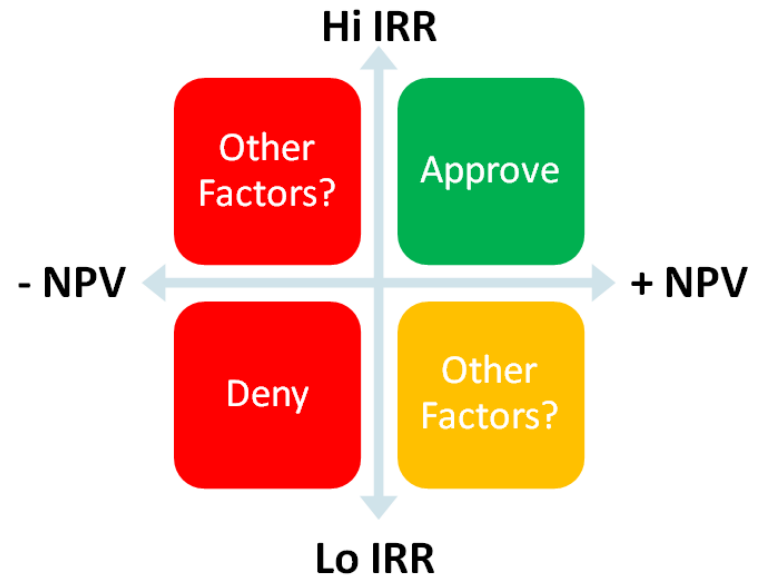 Hi IRR
Other
Factors?
Approve
- NPV
+ NPV
Deny
Other
Factors?
Lo IRR